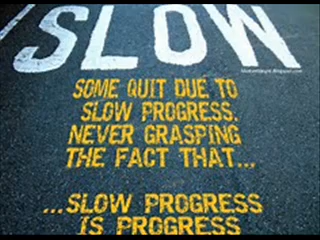 SLOW
SOME QUIT DUE TO
SLOW PROGRESS.
NEVER GRASPING
THE FACT THAT...
...SLOW PROGRESS
IS PROGRESS